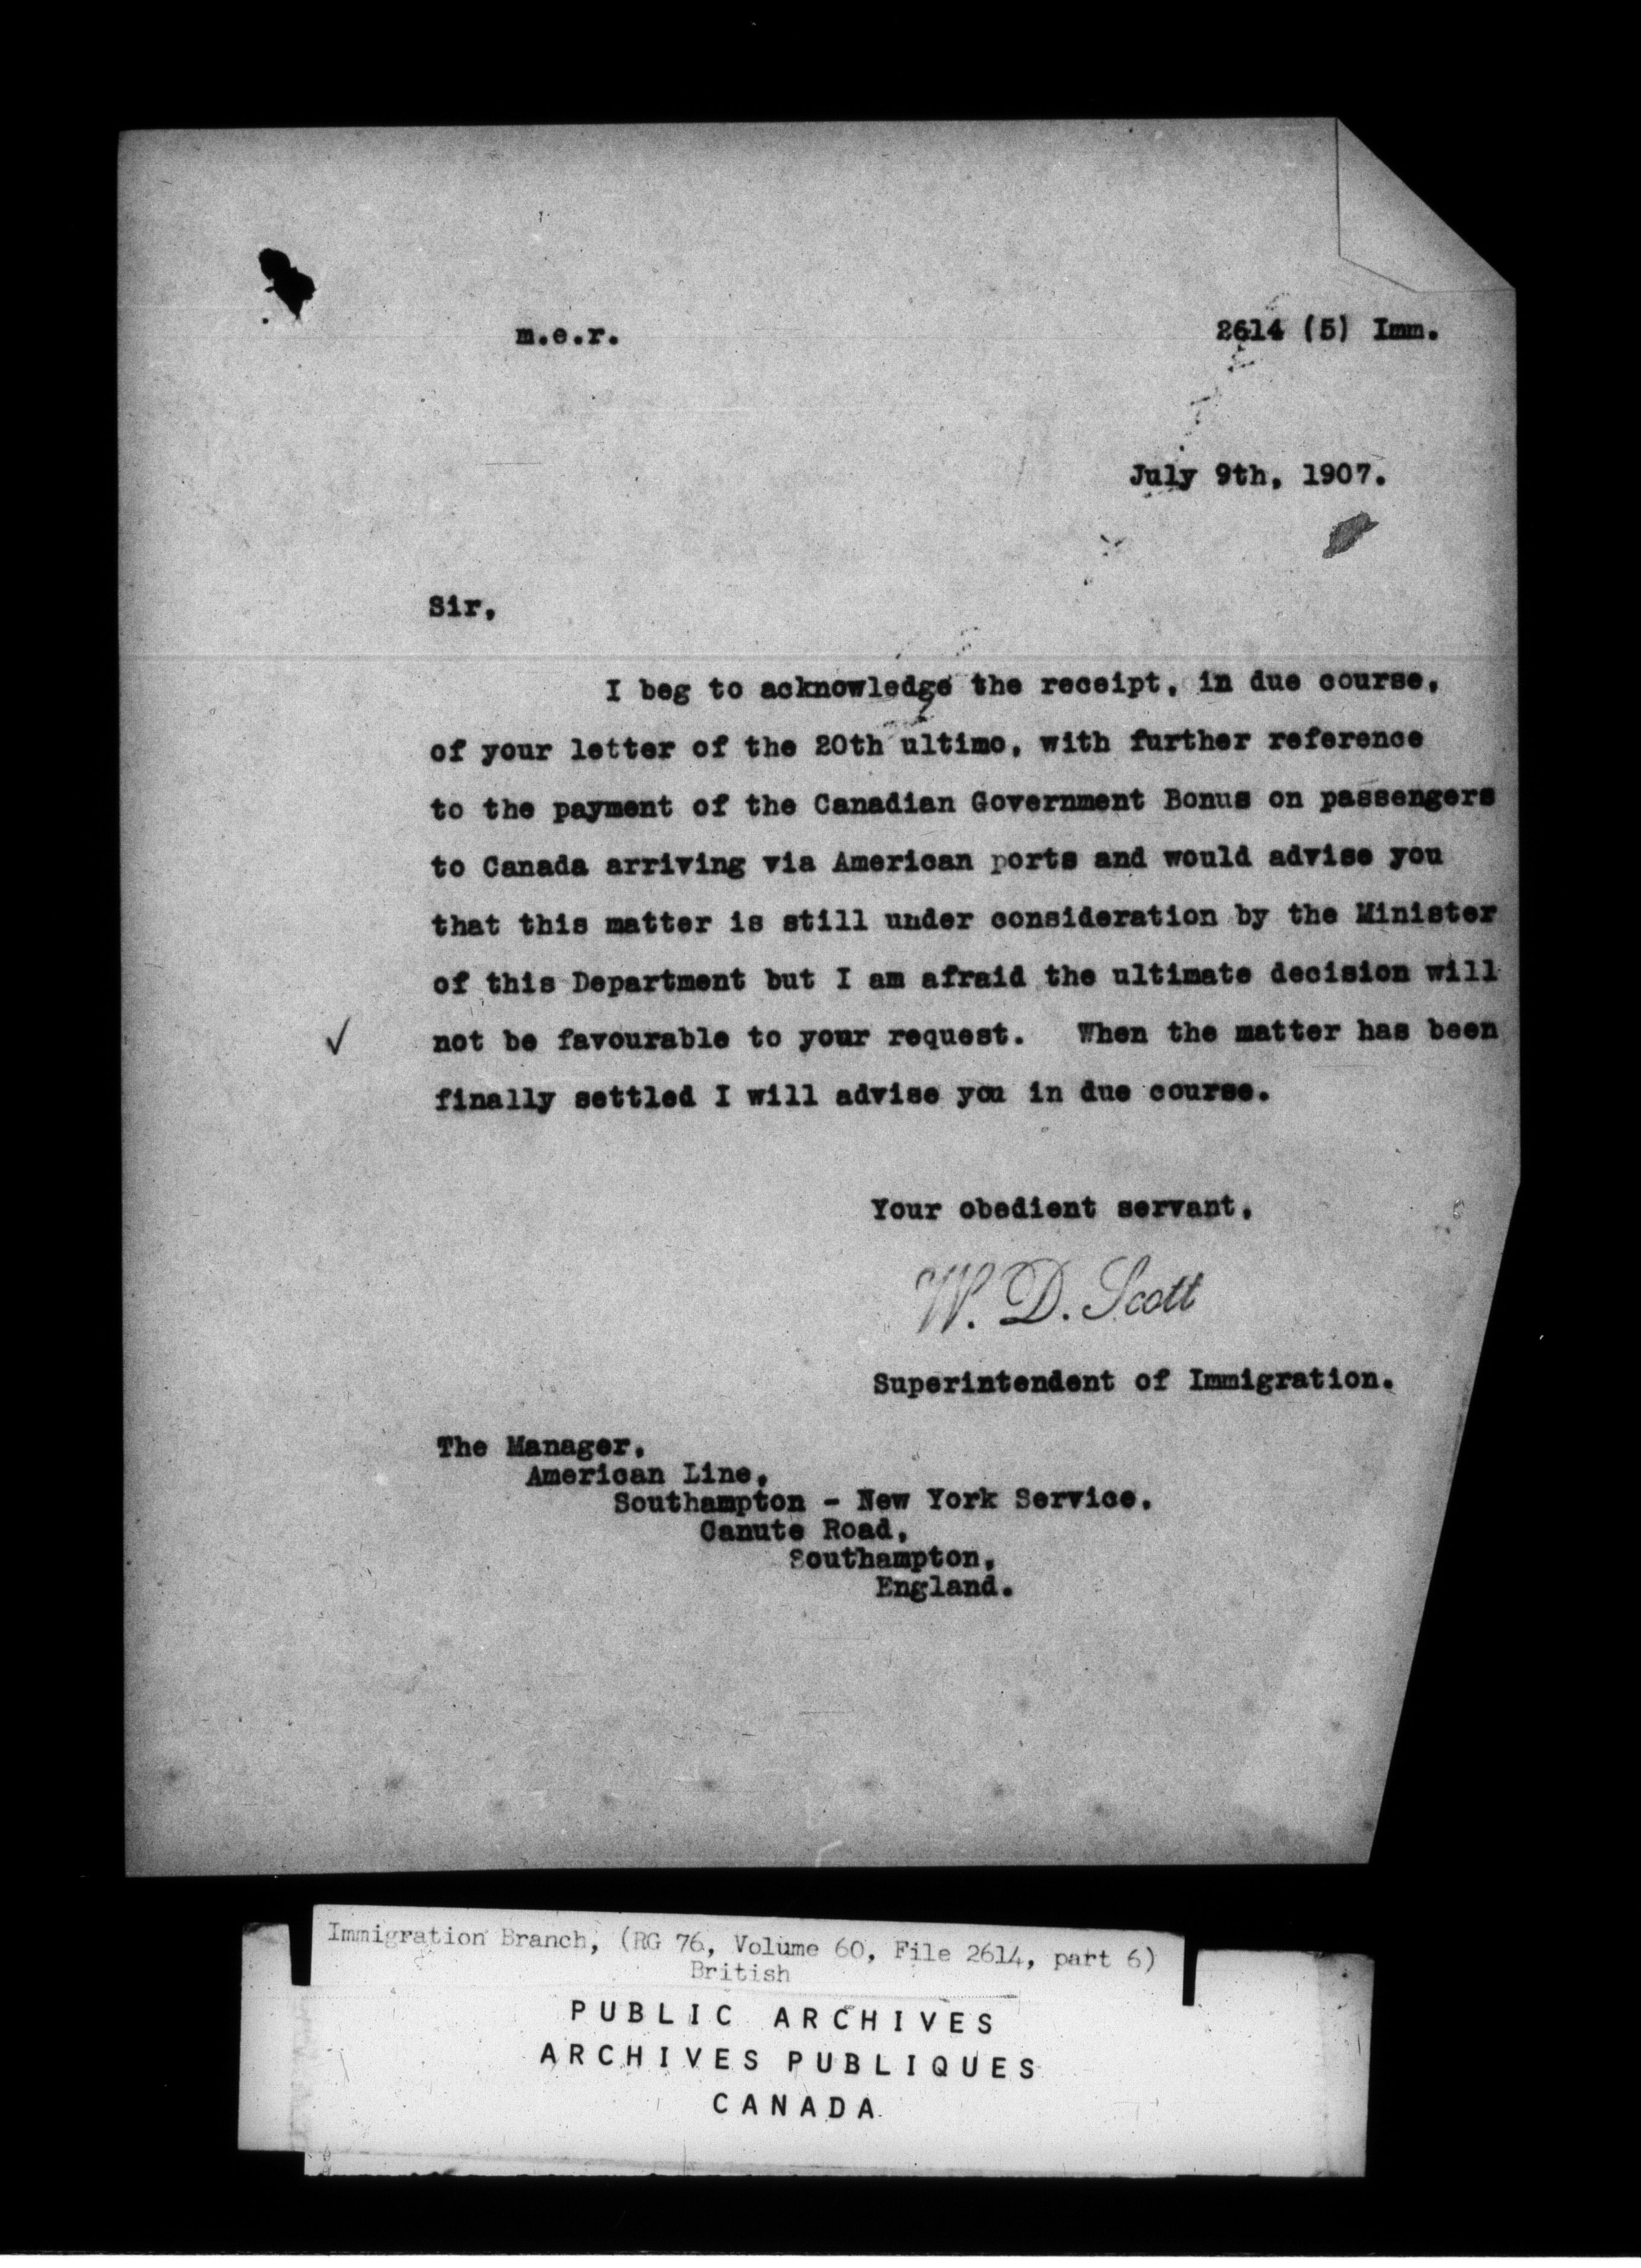 m.e.r.
2614 (5) Imm.
July 9th, 1907.
Sir,
I beg to acknowledge the receipt, in due course,
of your letter of the 20th ultimo, with further reference
to the payment of the Canadian Government Bonus on passengers
to Canada arriving via American ports and would advise you
that this matter is still under consideration by the Minister
of this Department but I am afraid the ultimate decision will
not be favourable to your request. When the matter has been
finally settled I will advise you in due course.
Your obedient servant,
W. D. Scott
Superintendent of Immigration.
The Manager,
American Line,
Southampton - New York Service,
Canute Road,
Southampton,
England.
Immigration Branch, (RG 76, Volume 60, File 2614, part 6)
British
PUBLIC ARCHIVES
ARCHIVES PUBLIQUES
CANADA